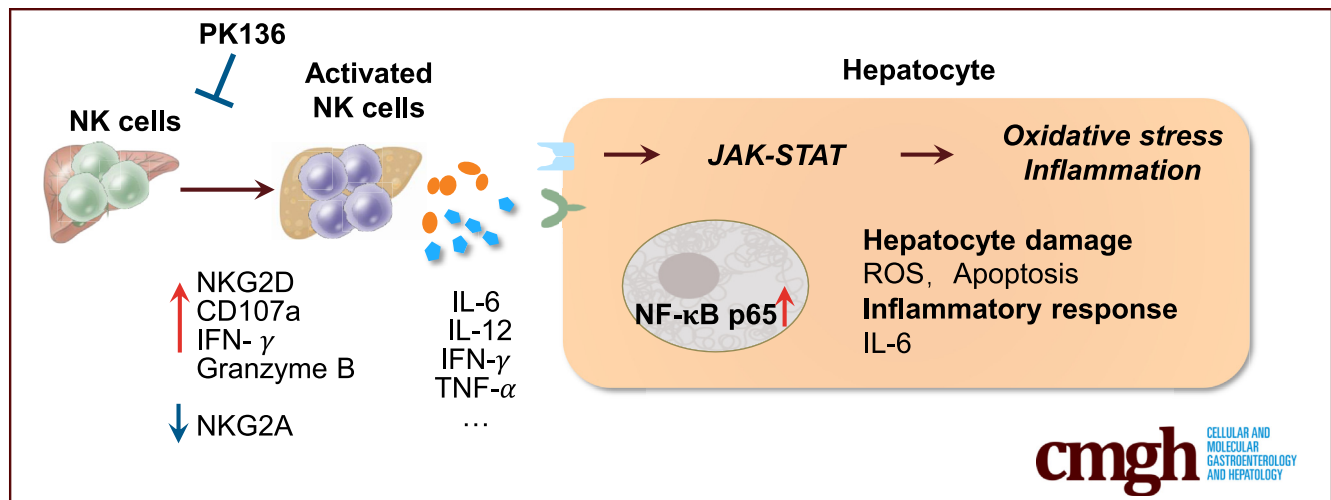 PK136
NK cells
Activated
NK cells
NKG2D
CD107a
IFN- γ
Granzyme B
NKG2A
IL-6
IL-12
IFN-γ
TNF-α
…
Hepatocyte
JAK-STAT
Oxidative stress
Inflammation
NF-κB p65
Hepatocyte damage
ROS, Apoptosis
Inflammatory response
IL-6
cmgh
CELLULAR AND
MOLECULAR
GASTROENTEROLOGY
AND HEPATOLOGY